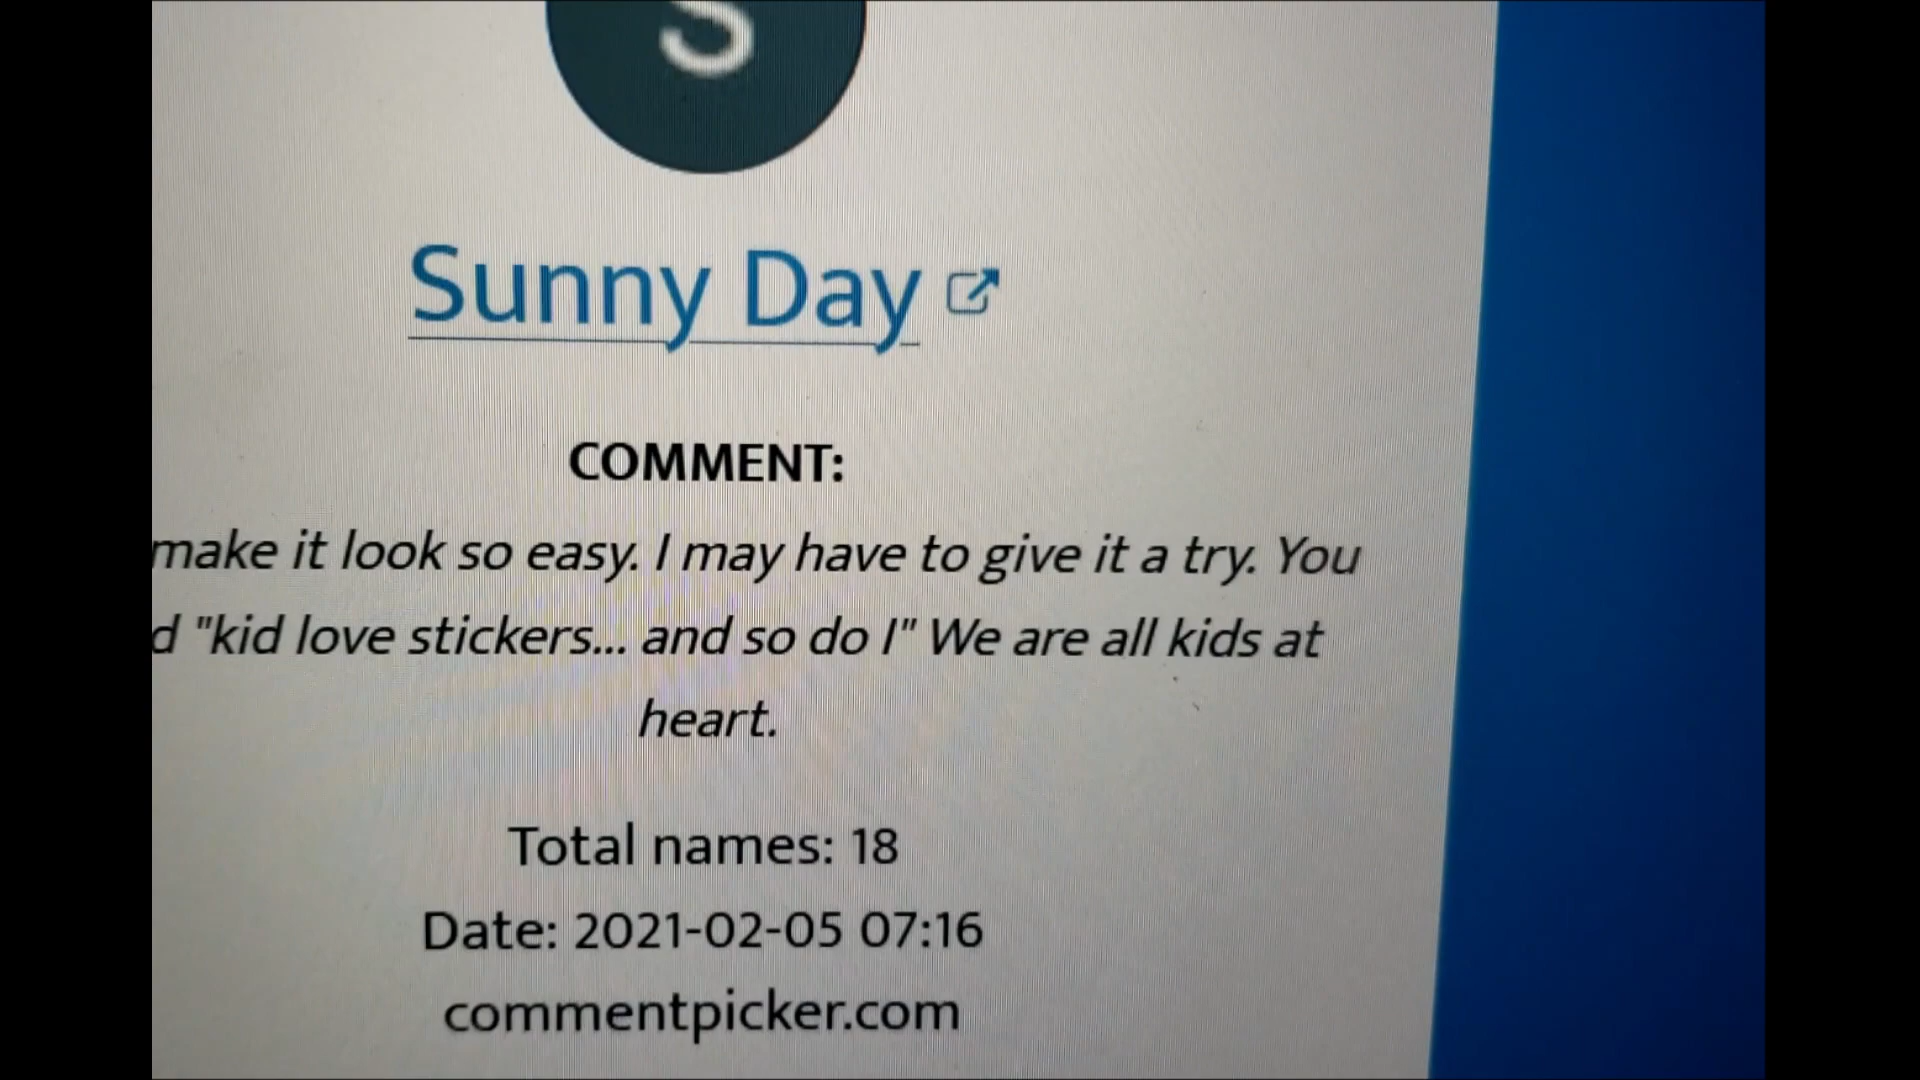 S
Sunny Day
COMMENT:
make it look so easy. I may have to give it a try. You
d "kid love stickers... and so do I" We are all kids at
heart.
Total names: 18
Date: 2021-02-05 07:16
commentpicker.com